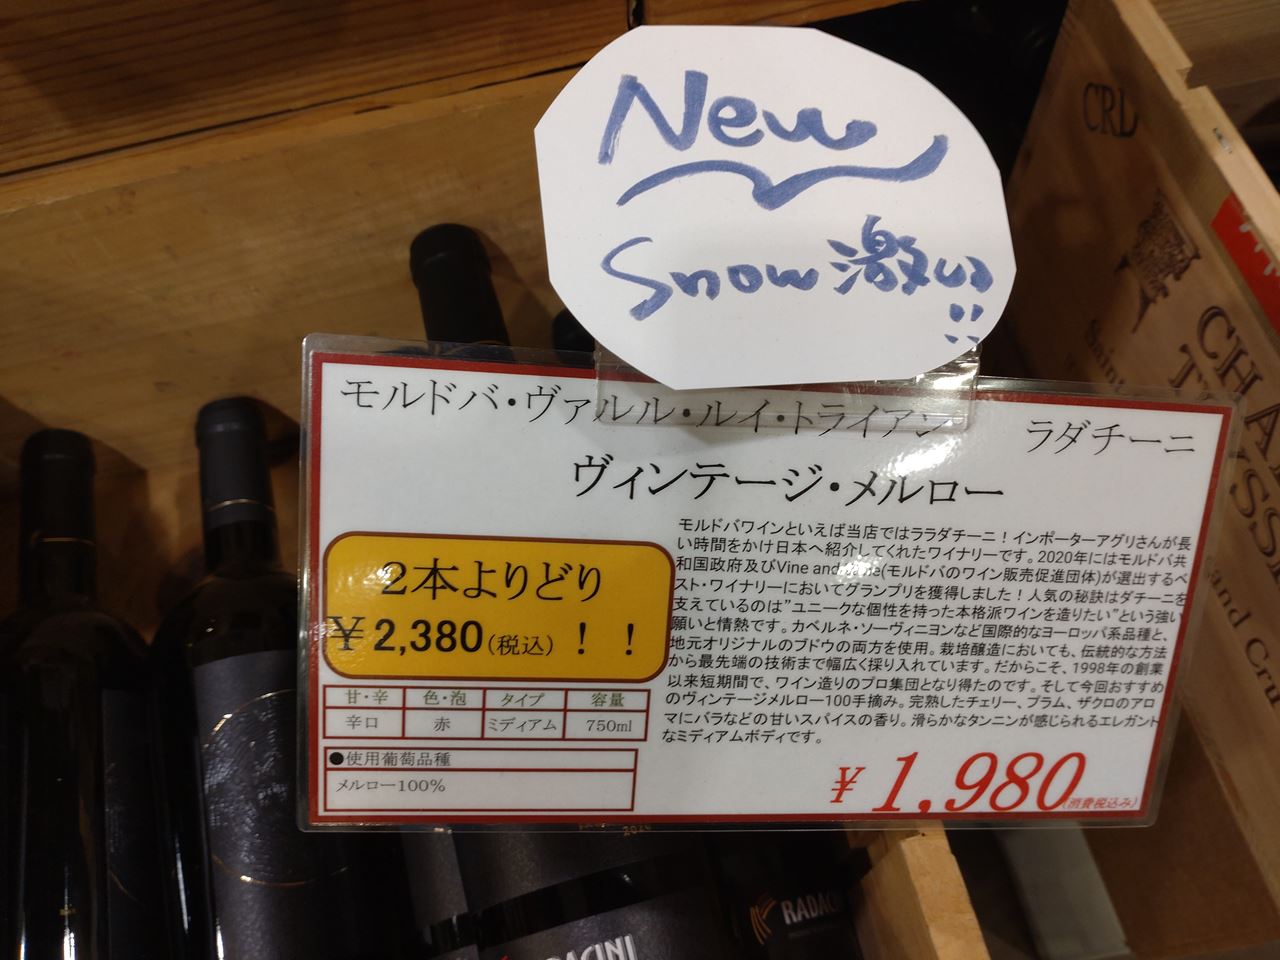 New
Snow激しい!!
モルドバ・ヴァルル・ルイ・トライアン
ラダチーニ
ヴィンテージ・メルロー
2本よりどり
¥2,380(税込)！！
甘・辛 色・泡 タイプ 容量
辛口 赤 ミディアム 750ml
●使用葡萄品種
メルロー100%
モルドバワインといえば当店ではララダチーニ！インポーターアグリさんが長
い時間をかけ日本へ紹介してくれたワイナリーです。2020年にはモルドバ共
和国政府及びVine and (モルドバのワイン販売促進団体)が選出するベ
スト・ワイナリーにおいてグランプリを獲得しました！人気の秘訣はダチーニを
支えているのは”ユニークな個性を持った本格派ワインを造りたい”という強い
願いと情熱です。カベルネ・ソーヴィニヨンなど国際的なヨーロッパ系品種と、
地元オリジナルのブドウの両方を使用。栽培醸造においても、伝統的な方法
から最先端の技術まで幅広く採り入れています。だからこそ、1998年の創業
以来短期間で、ワイン造りのプロ集団となり得たのです。そして今回おすすめ
のヴィンテージメルロー100手摘み。完熟したチェリー、プラム、ザクロのアロ
マにバラなどの甘いスパイスの香り。滑らかなタンニンが感じられるエレガント
なミディアムボディです。
¥1,980(消費税込み)
CRL
CHA
Saint
and Cru
2020
RADACINI
DACINI